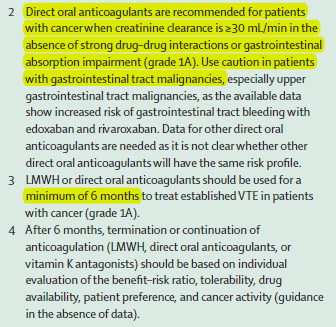 2 Direct oral anticoagulants are recommended for patients
with cancer when creatinine clearance is ≥30 mL/min in the
absence of strong drug–drug interactions or gastrointestinal
absorption impairment (grade 1A). Use caution in patients
with gastrointestinal tract malignancies, especially upper
gastrointestinal tract malignancies, as the available data
show increased risk of gastrointestinal tract bleeding with
edoxaban and rivaroxaban. Data for other direct oral
anticoagulants are needed as it is not clear whether other
direct oral anticoagulants will have the same risk profile.
3 LMWH or direct oral anticoagulants should be used for a
minimum of 6 months to treat established VTE in patients
with cancer (grade 1A).
4 After 6 months, termination or continuation of
anticoagulation (LMWH, direct oral anticoagulants, or
vitamin K antagonists) should be based on individual
evaluation of the benefit–risk ratio, tolerability, drug
availability, patient preference, and cancer activity (guidance
in the absence of data).